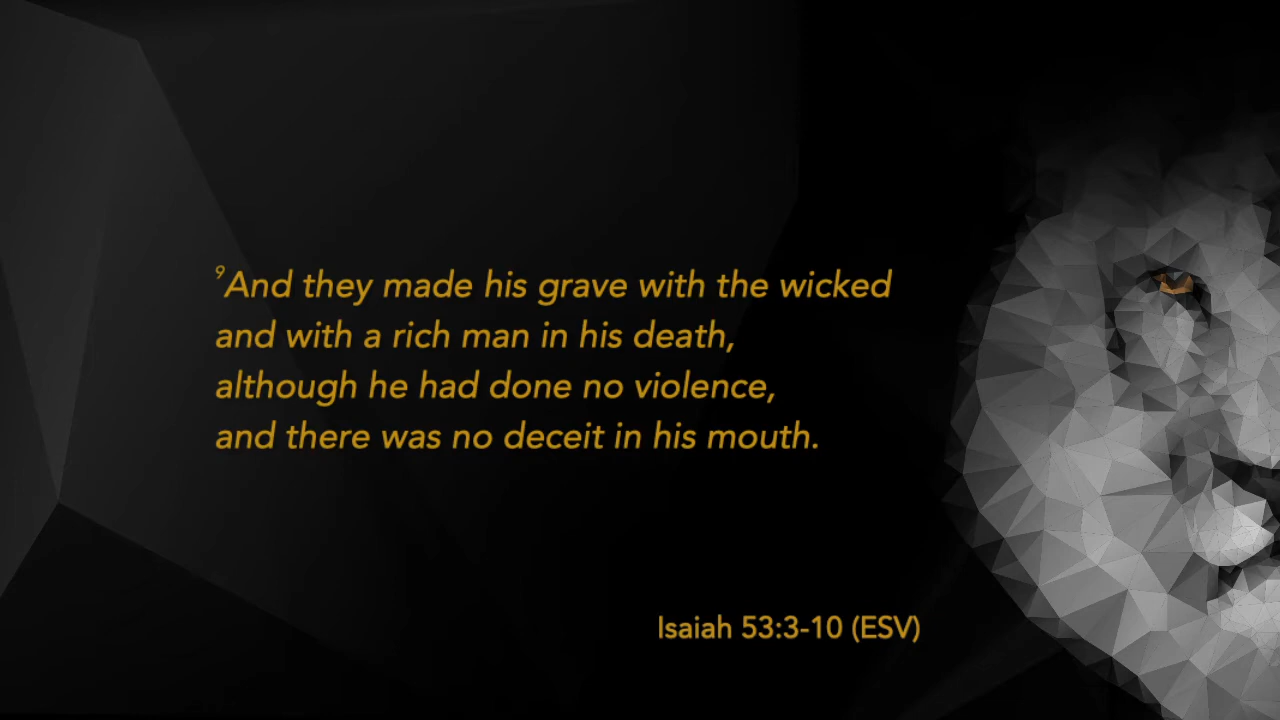 ⁹And they made his grave with the wicked
and with a rich man in his death,
although he had done no violence,
and there was no deceit in his mouth.
Isaiah 53:3-10 (ESV)